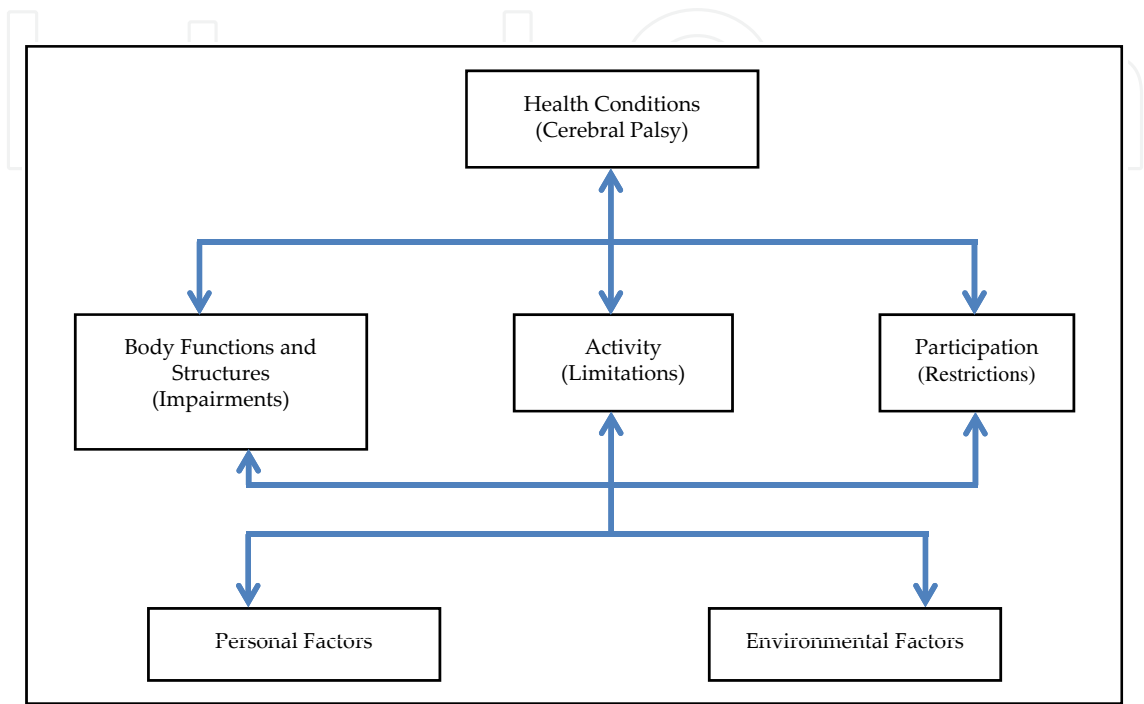 Health Conditions
(Cerebral Palsy)
Body Functions and
Structures
(Impairments)
Activity
(Limitations)
Participation
(Restrictions)
Personal Factors
Environmental Factors